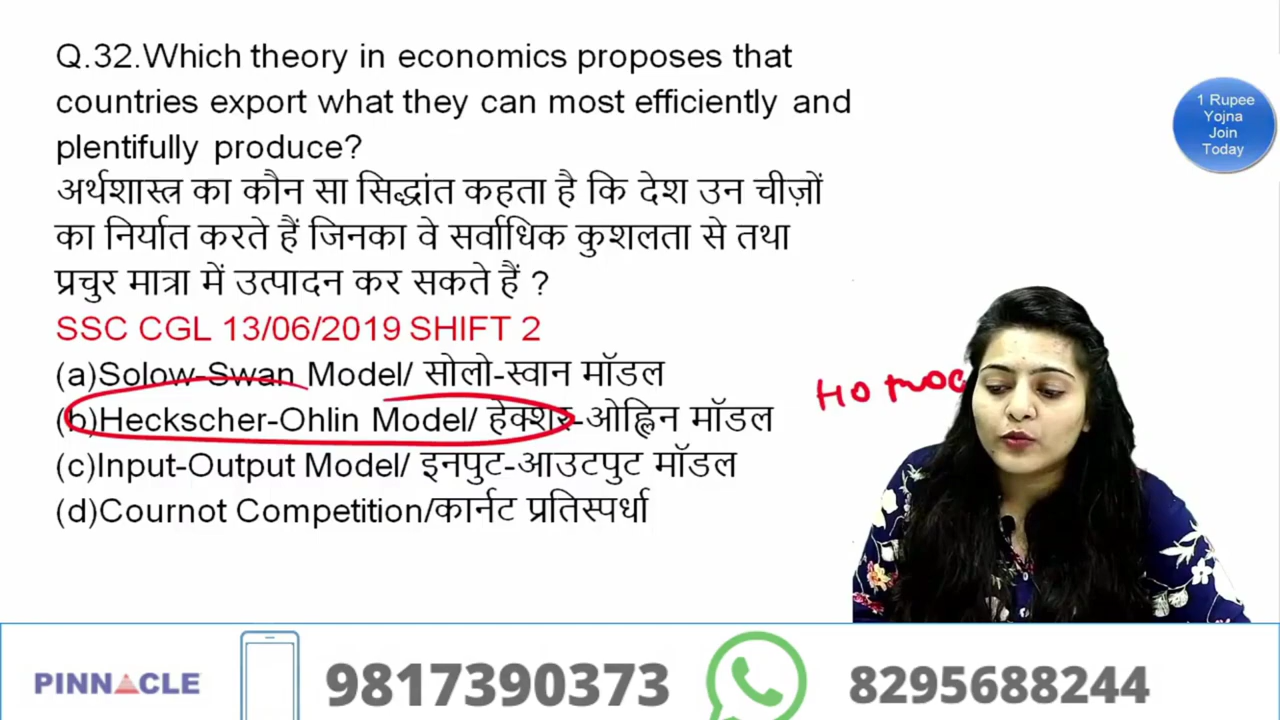 Q.32.Which theory in economics proposes that
countries export what they can most efficiently and
plentifully produce?
अर्थशास्त्र का कौन सा सिद्धांत कहता है कि देश उन चीज़ों
का निर्यात करते हैं जिनका वे सर्वाधिक कुशलता से तथा
प्रचुर मात्रा में उत्पादन कर सकते हैं ?
SSC CGL 13/06/2019 SHIFT 2
(a)Solow-Swan Model/ सोलो-स्वान मॉडल
(b)Heckscher-Ohlin Model/ हेक्शर-ओह्लिन मॉडल
(c)Input-Output Model/ इनपुट-आउटपुट मॉडल
(d)Cournot Competition/कार्नट प्रतिस्पर्धा
1 Rupee
Yojna
Join
Today
HO
PINNACLE
9817390373
8295688244